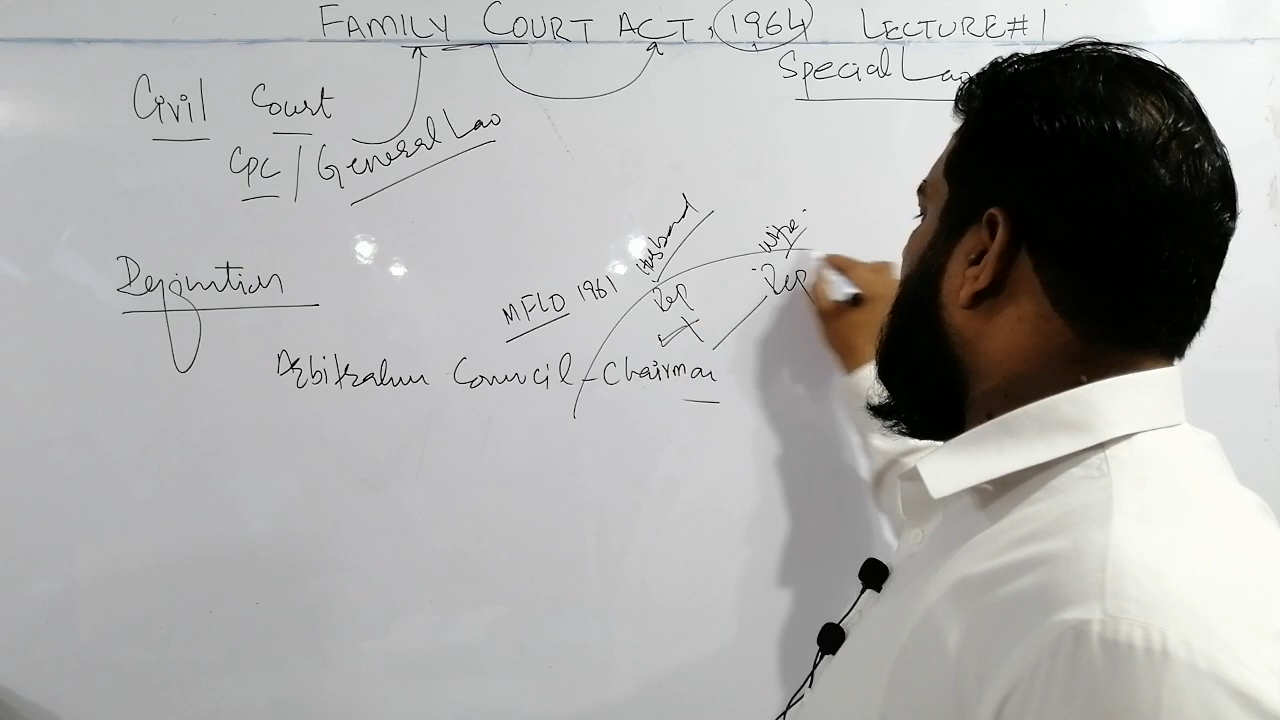 FAMILY COURT ACT, 1964 LECTURE#1
Special Law
Civil Court
CPC / General Law
Definition
MFLO 1961
Husband
Wife
Rep
Rep
Arbitration Council - Chairman